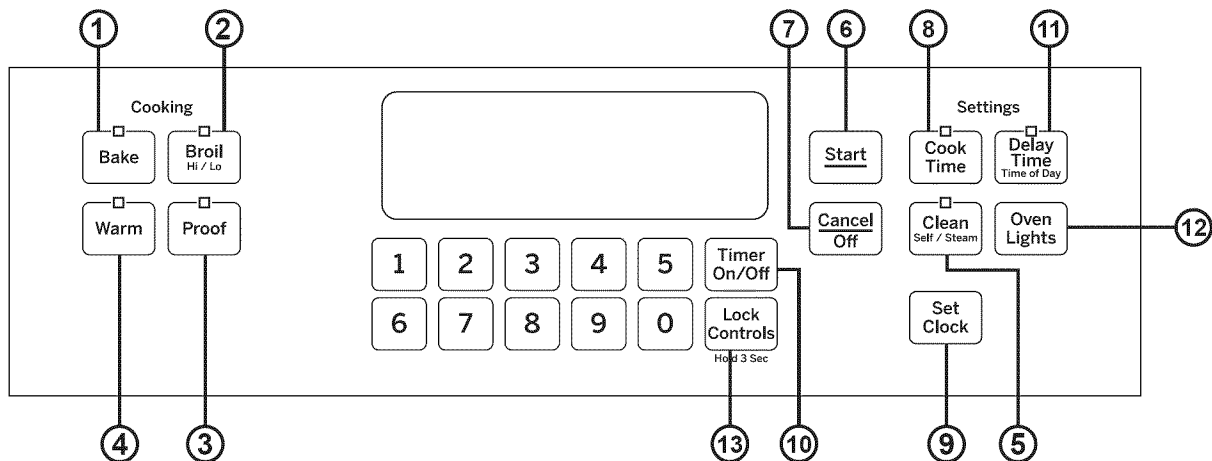 1
2
7
6
8
11
Cooking
Settings
Bake
Broil
Hi / Lo
Start
Cook
Time
Delay
Time
Time of Day
Warm
Proof
Cancel
Off
Clean
Self / Steam
Oven
Lights
12
1 2 3 4 5
Timer
On/Off
6 7 8 9 0
Lock
Controls
Hold 3 Sec
Set
Clock
4
3
13
10
9
5